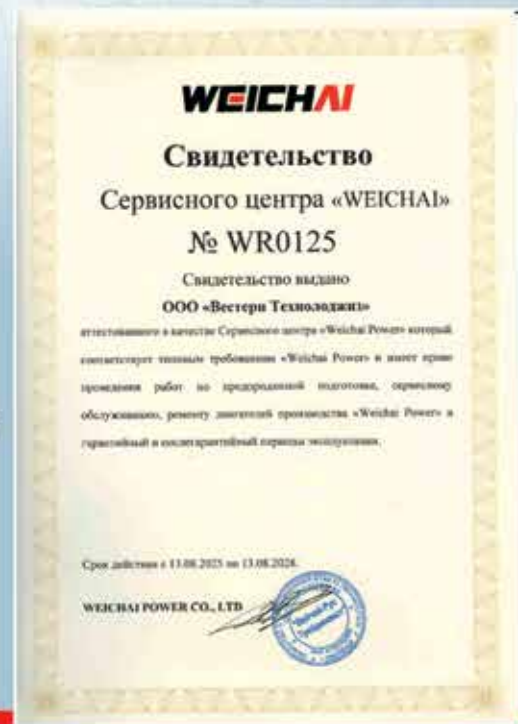 WEICHAI
Свидетельство
Сервисного центра «WEICHAI»
№ WR0125
Свидетельство выдано
ООО «Вестерн Технолоджиз»
аттестованного в качестве Сервисного центра «Weichai Power» который
соответствует типовым требованиям «Weichai Power» и имеет право
проведения работ по предпродажной подготовке, сервисному
обслуживанию, ремонту двигателей производства «Weichai Power» в
гарантийный и послегарантийный периоды эксплуатации.
Срок действия с 13.08.2025 по 13.08.2026.
WEICHAI POWER CO., LTD